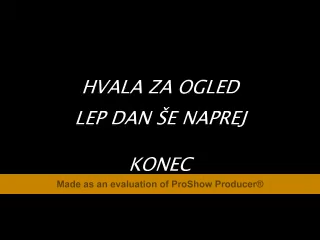 HVALA ZA OGLED
LEP DAN ŠE NAPREJ
KONEC
Made as an evaluation of ProShow Producer®